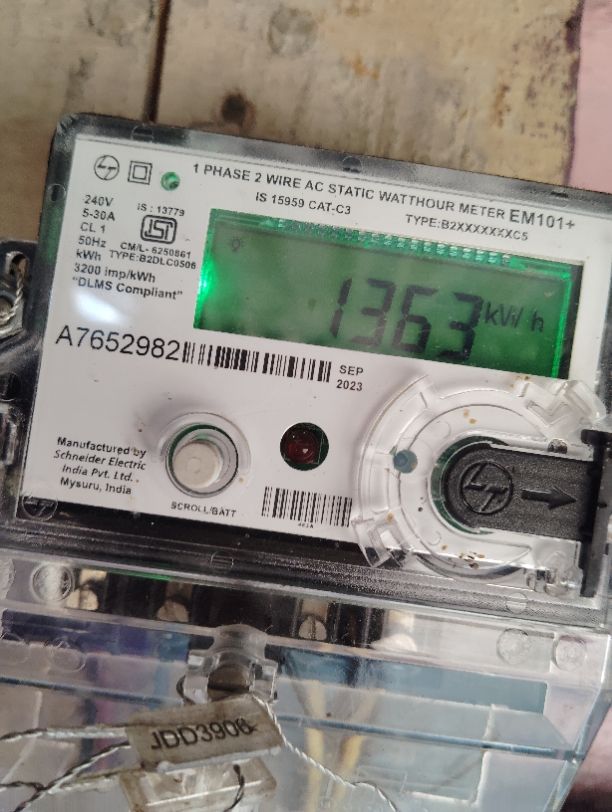 1 PHASE 2 WIRE AC STATIC WATTHOUR METER EM101+
IS 15959 CAT-C3
TYPE:B2XXXXXXXC5
240V
5-30A
CL 1
50Hz
kWh
3200 imp/kWh
"DLMS Compliant"
IS : 13779
ISI
CM/L- 6250861
TYPE:B2DLC0506
1363 kWh
A7652982
SEP
2023
Manufactured by
Schneider Electric
India Pvt. Ltd.
Mysuru, India
SCROLL/BATT
JDD3906